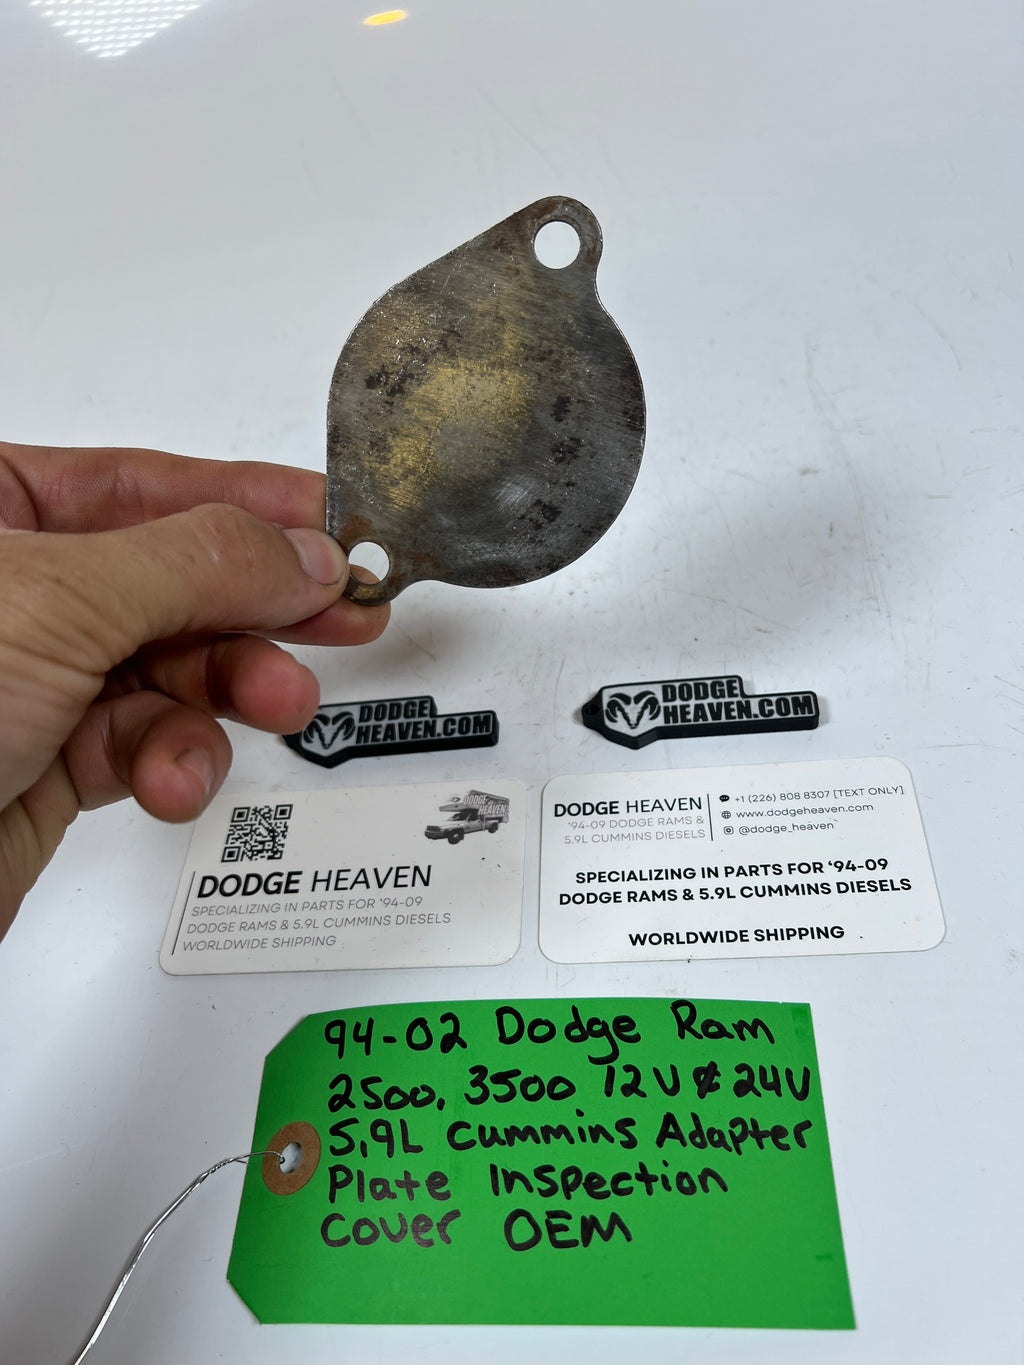 DODGE
HEAVEN.COM
DODGE
HEAVEN.COM
DODGE
HEAVEN
DODGE HEAVEN
SPECIALIZING IN PARTS FOR '94-09
DODGE RAMS & 5.9L CUMMINS DIESELS
WORLDWIDE SHIPPING
DODGE HEAVEN
'94-09 DODGE RAMS &
5.9L CUMMINS DIESELS
+1 (226) 808 8307 [TEXT ONLY]
www.dodgeheaven.com
@dodge_heaven
SPECIALIZING IN PARTS FOR '94-09
DODGE RAMS & 5.9L CUMMINS DIESELS
WORLDWIDE SHIPPING
94-02 Dodge Ram
2500, 3500 12V & 24V
5.9L Cummins Adapter
Plate Inspection
Cover OEM